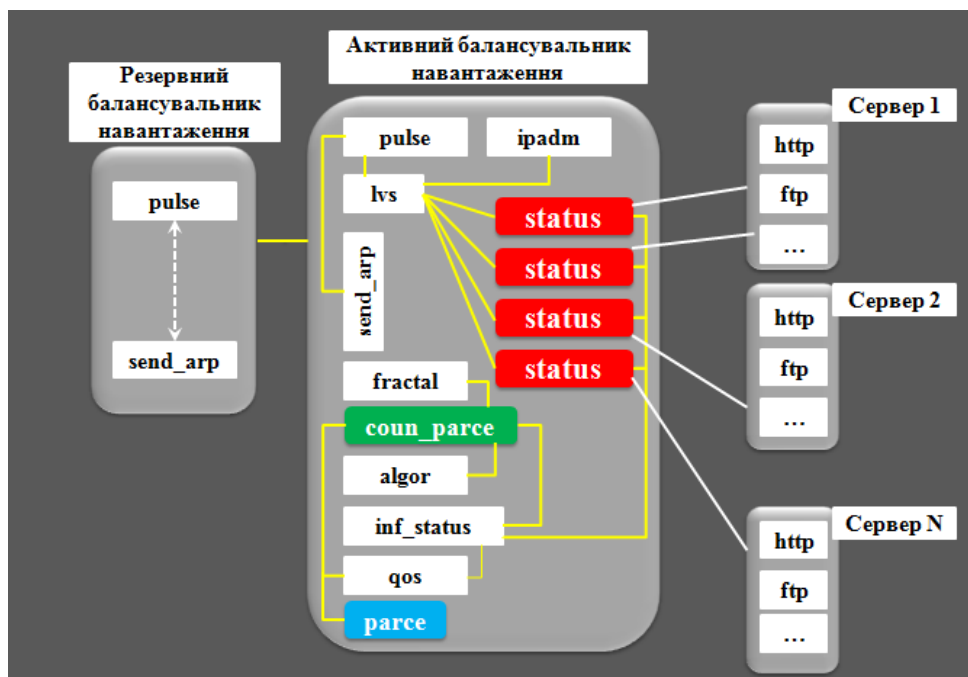 Резервний
балансувальник
навантаження
pulse
send_arp
Активний балансувальник
навантаження
pulse
ipadm
lvs
send_arp
status
status
status
status
fractal
coun_parce
algor
inf_status
qos
parce
Сервер 1
http
ftp
...
Сервер 2
http
ftp
...
Сервер N
http
ftp
...